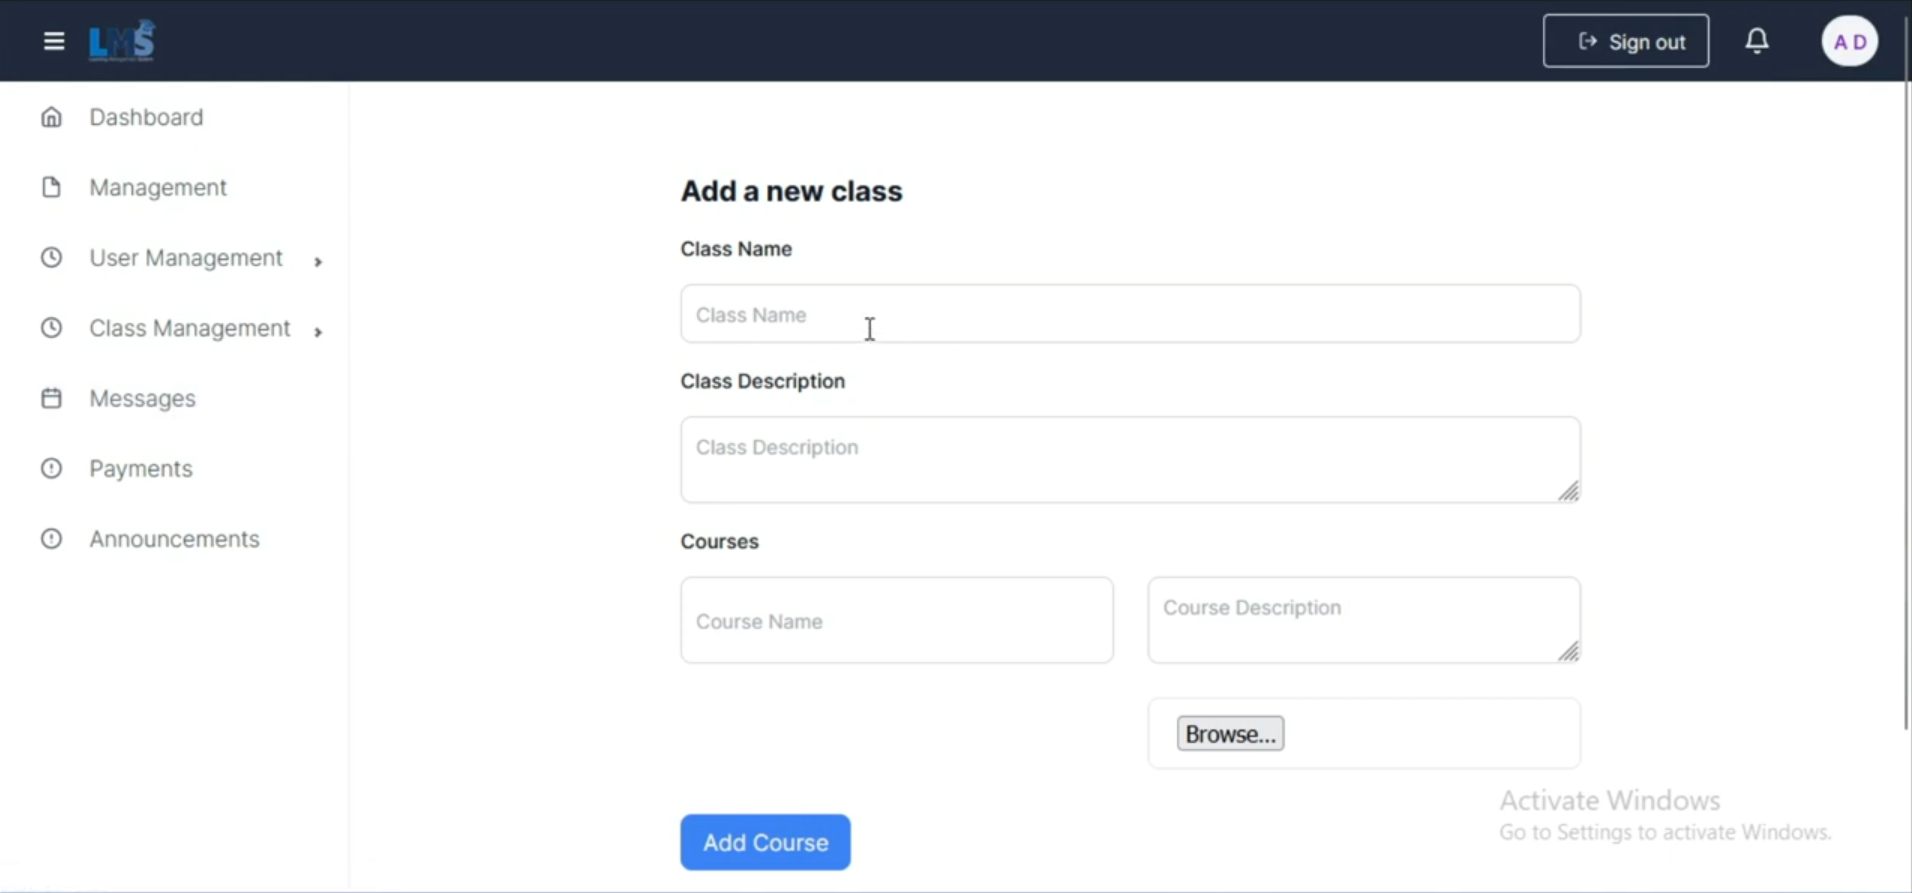 LMS
Sign out
A D
Dashboard
Management
User Management
Class Management
Messages
Payments
Announcements
Add a new class
Class Name
Class Name
Class Description
Class Description
Courses
Course Name
Course Description
Browse...
Add Course
Activate Windows
Go to Settings to activate Windows.